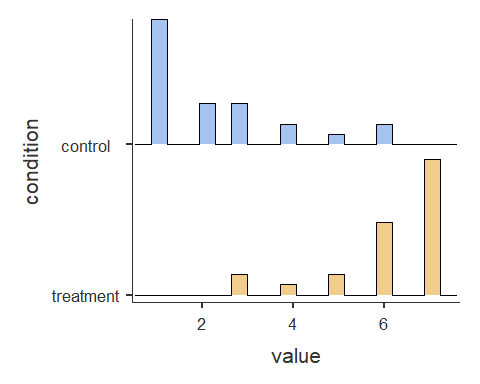 condition
control
treatment
2 4 6
value